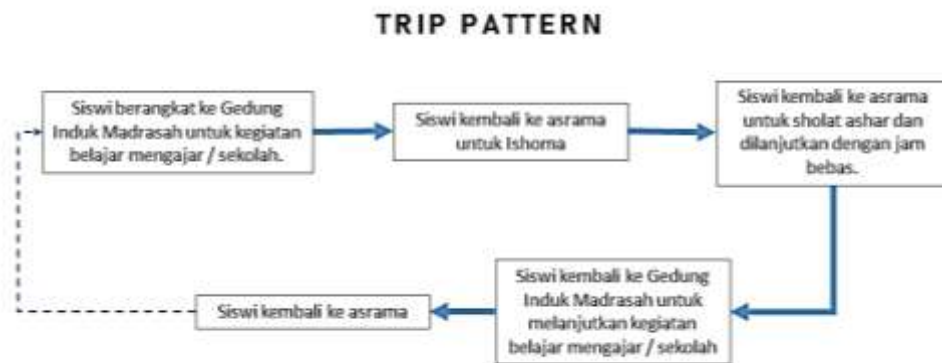 TRIP PATTERN
Siswi berangkat ke Gedung
Induk Madrasah untuk kegiatan
belajar mengajar / sekolah.
Siswi kembali ke asrama
untuk Ishoma
Siswi kembali ke asrama
untuk sholat ashar dan
dilanjutkan dengan jam
bebas.
Siswi kembali ke Gedung
Induk Madrasah untuk
melanjutkan kegiatan
belajar mengajar / sekolah
Siswi kembali ke asrama